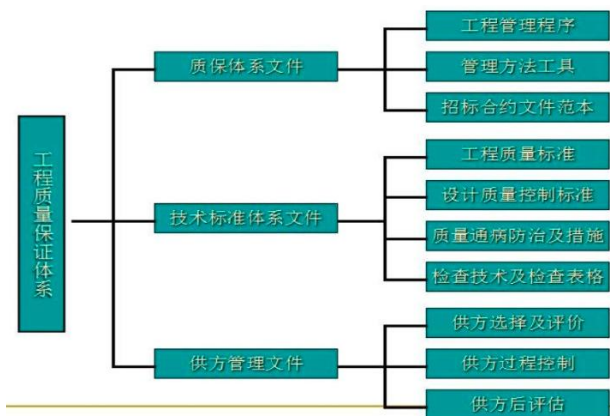 工程质量保证体系
质保体系文件
工程管理程序
管理方法工具
招标合约文件范本
技术标准体系文件
工程质量标准
设计质量控制标准
质量通病防治及措施
检查技术及检查表格
供方管理文件
供方选择及评价
供方过程控制
供方后评估